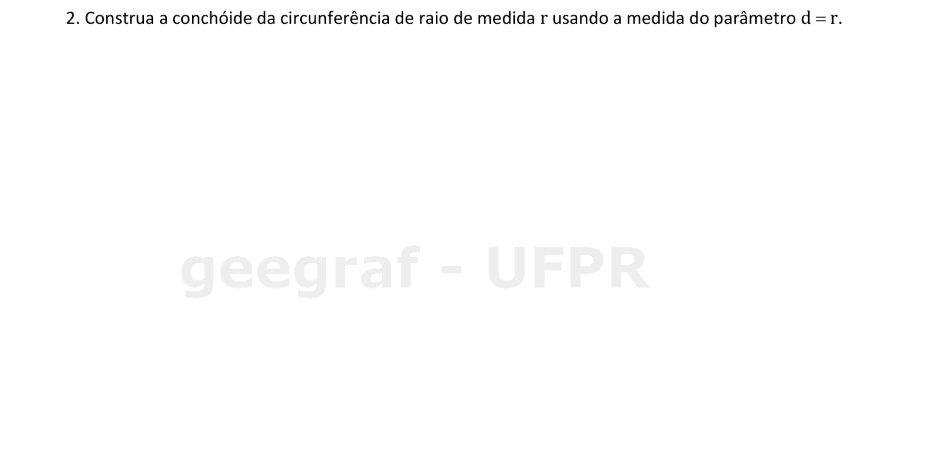 2. Construa a conchóide da circunferência de raio de medida r usando a medida do parâmetro d = r.
geegraf - UFPR